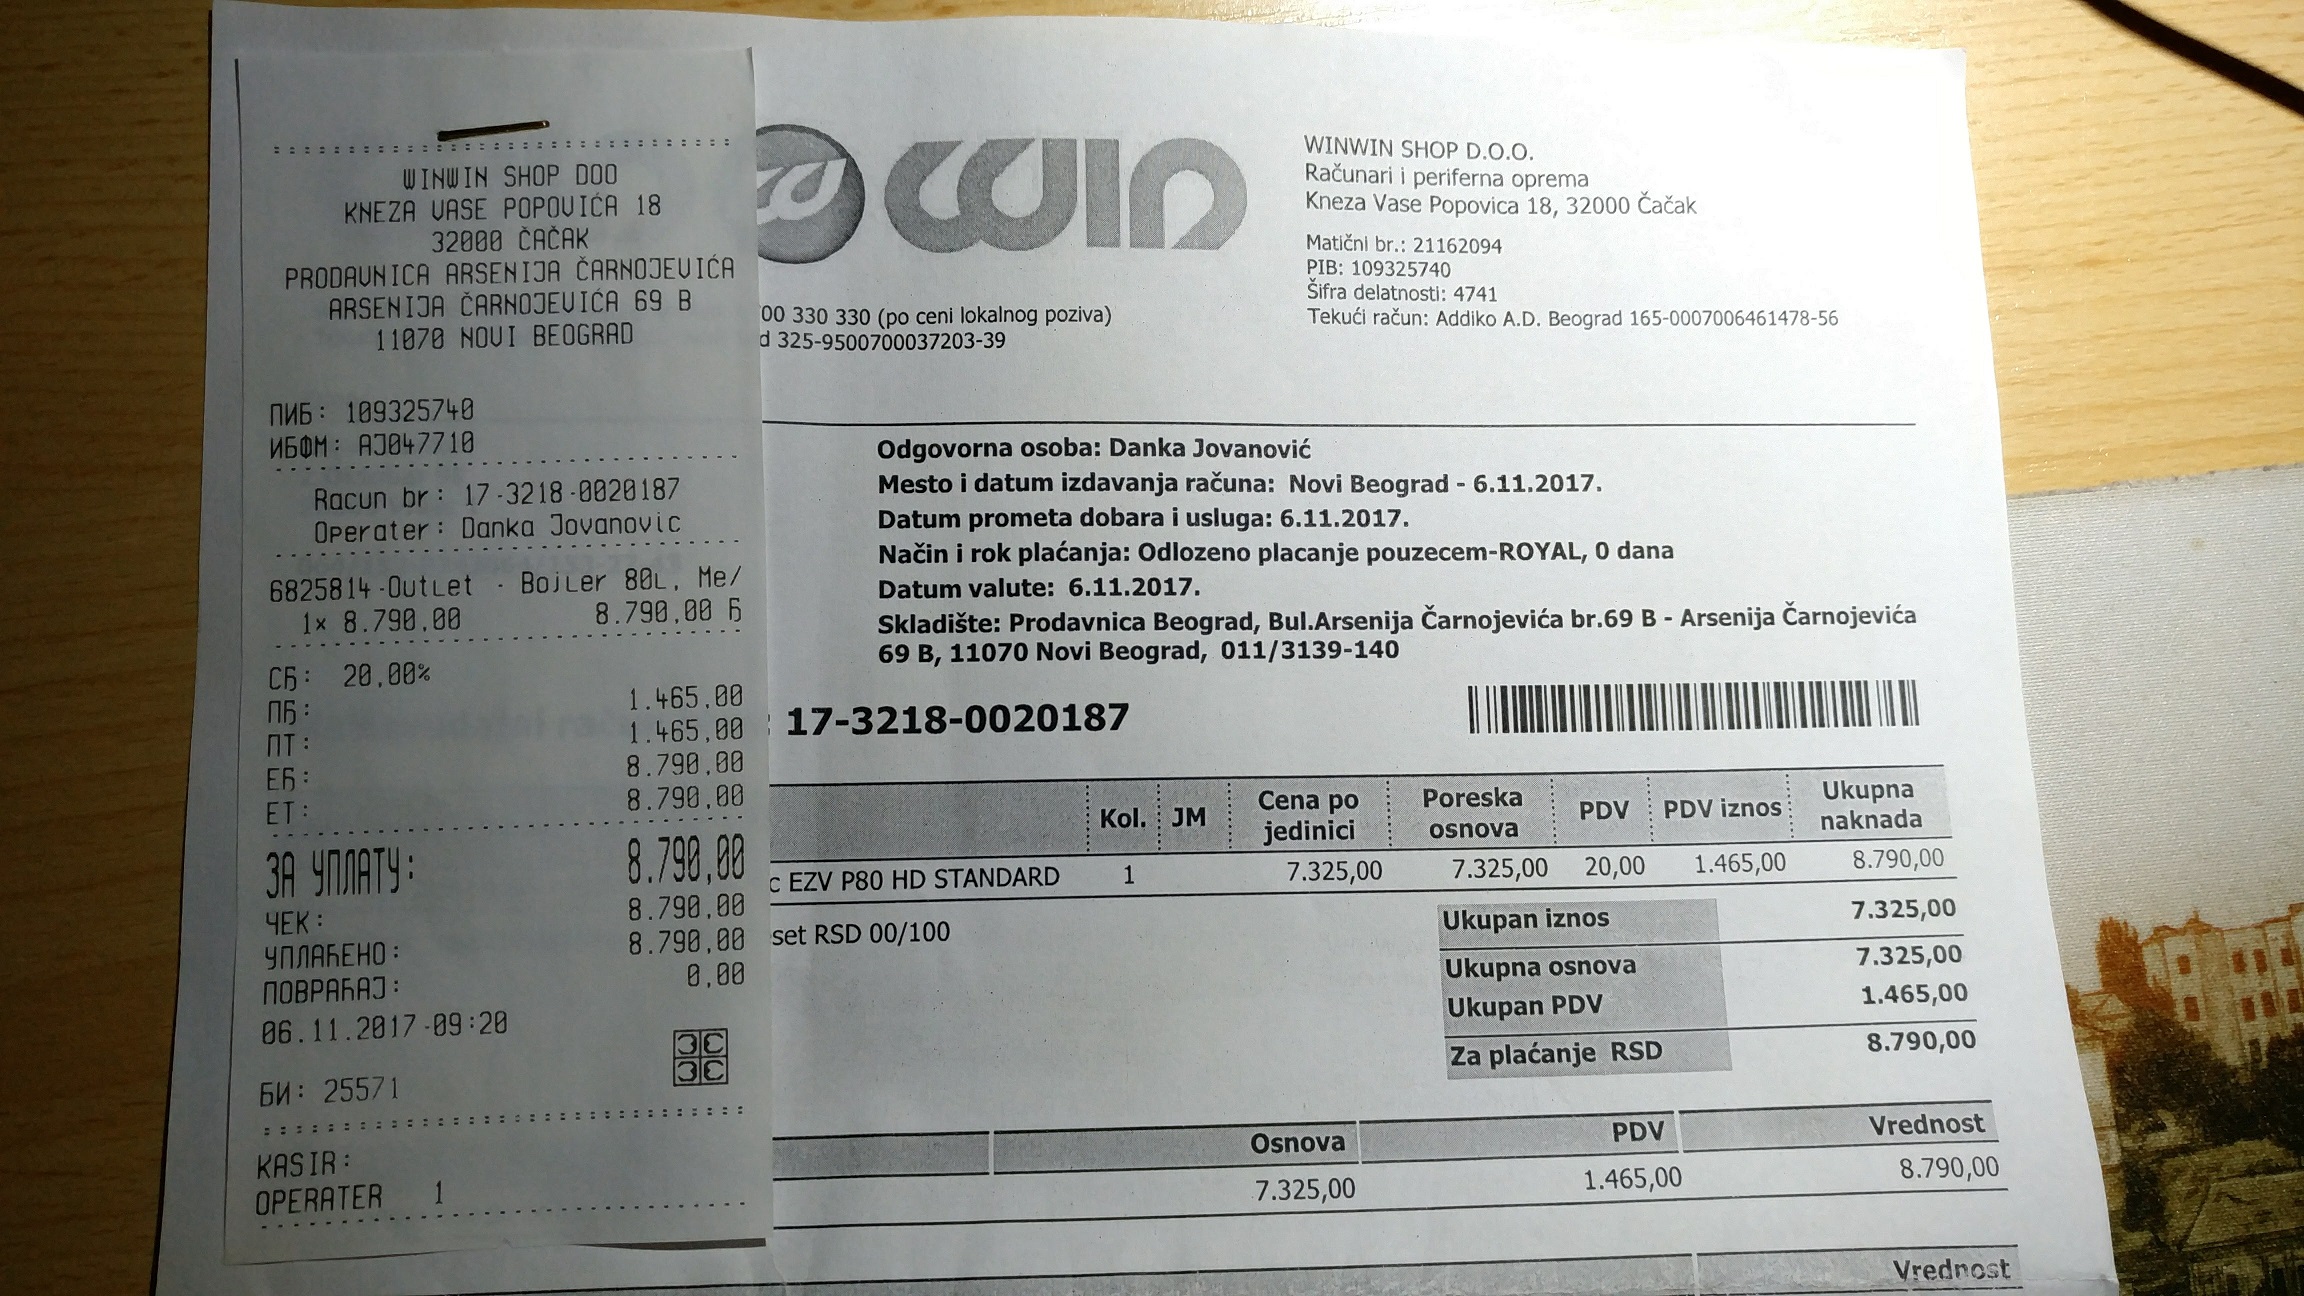 WINWIN SHOP DOO
KNEZA VASE POPOVIĆA 18
32000 ČAČAK
PRODAVNICA ARSENIJA ČARNOJEVIĆA
ARSENIJA ČARNOJEVIĆA 69 B
11070 NOVI BEOGRAD
ПИБ: 109325740
ИБФМ: AJ047710
Racun br: 17-3218-0020187
Operater: Danka Jovanovic
6825814-Outlet - Bojler 80L, Me/
1x 8.790,00 8.790,00 Ђ
СЂ: 20,00%
ПЂ: 1.465,00
ПТ: 1.465,00
ЕЂ: 8.790,00
ЕТ: 8.790,00
ЗА УПЛАТУ: 8.790,00
ЧЕК: 8.790,00
УПЛАЋЕНО: 8.790,00
ПОВРАЋАЈ: 0,00
06.11.2017-09:20
БИ: 25571
KASIR:
OPERATER 1
win
WINWIN SHOP D.O.O.
Računari i periferna oprema
Kneza Vase Popovica 18, 32000 Čačak
Matični br.: 21162094
PIB: 109325740
Šifra delatnosti: 4741
Tekući račun: Addiko A.D. Beograd 165-0007006461478-56
00 330 330 (po ceni lokalnog poziva)
d 325-9500700037203-39
Odgovorna osoba: Danka Jovanović
Mesto i datum izdavanja računa: Novi Beograd - 6.11.2017.
Datum prometa dobara i usluga: 6.11.2017.
Način i rok plaćanja: Odlozeno placanje pouzecem-ROYAL, 0 dana
Datum valute: 6.11.2017.
Skladište: Prodavnica Beograd, Bul.Arsenija Čarnojevića br.69 B - Arsenija Čarnojevića
69 B, 11070 Novi Beograd, 011/3139-140
: 17-3218-0020187
Kol. JM Cena po jedinici Poreska osnova PDV PDV iznos Ukupna naknada
c EZV P80 HD STANDARD 1 7.325,00 7.325,00 20,00 1.465,00 8.790,00
set RSD 00/100
Ukupan iznos 7.325,00
Ukupna osnova 7.325,00
Ukupan PDV 1.465,00
Za plaćanje RSD 8.790,00
Osnova PDV Vrednost
7.325,00 1.465,00 8.790,00
Vrednost